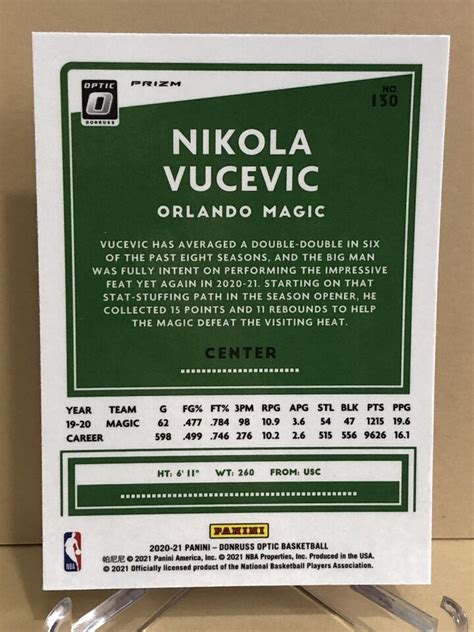 OPTIC
DONRUSS
PRIZM
NO.
130
NIKOLA
VUCEVIC
ORLANDO MAGIC
VUCEVIC HAS AVERAGED A DOUBLE-DOUBLE IN SIX
OF THE PAST EIGHT SEASONS, AND THE BIG MAN
WAS FULLY INTENT ON PERFORMING THE IMPRESSIVE
FEAT YET AGAIN IN 2020-21. STARTING ON THAT
STAT-STUFFING PATH IN THE SEASON OPENER, HE
COLLECTED 15 POINTS AND 11 REBOUNDS TO HELP
THE MAGIC DEFEAT THE VISITING HEAT.
CENTER
YEAR TEAM G FG% FT% 3PM RPG APG STL BLK PTS PPG
19-20 MAGIC 62 .477 .784 98 10.9 3.6 54 47 1215 19.6
CAREER 598 .499 .746 276 10.2 2.6 515 556 9626 16.1
HT: 6' 11" WT: 260 FROM: USC
PANINI
2020-21 PANINI – DONRUSS OPTIC BASKETBALL
帕尼尼 © 2021 Panini America, Inc. © 2021 NBA Properties, Inc. Produced in the USA.
© 2021 Officially licensed product of the National Basketball Players Association.
NBA